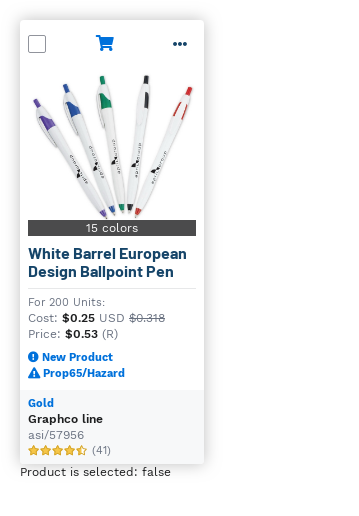 15 colors
White Barrel European
Design Ballpoint Pen
For 200 Units:
Cost: $0.25 USD $0.318
Price: $0.53 (R)
New Product
Prop65/Hazard
Gold
Graphco line
asi/57956
(41)
Product is selected: false